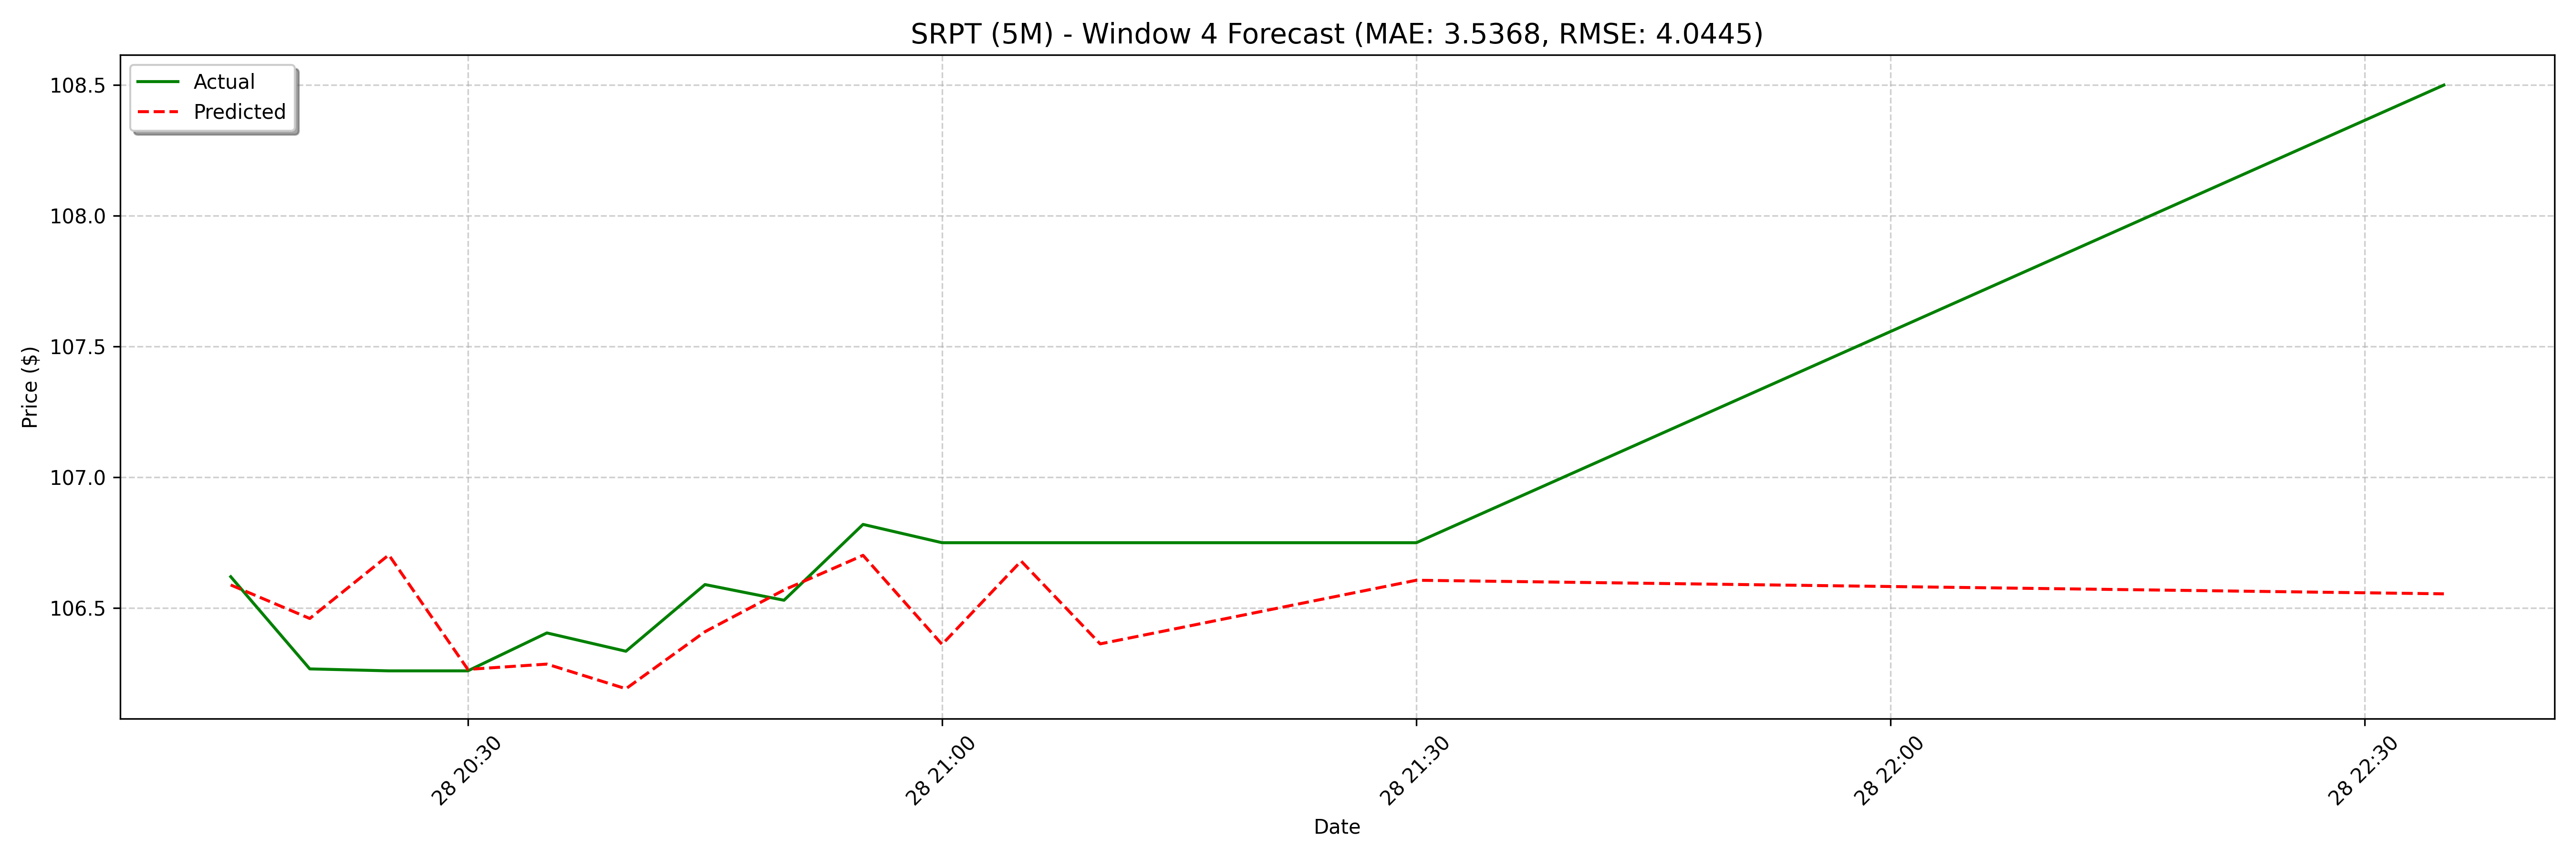 SRPT (5M) - Window 4 Forecast (MAE: 3.5368, RMSE: 4.0445)
Actual
Predicted
108.5
108.0
107.5
107.0
106.5
Price ($)
28 20:30
28 21:00
28 21:30
28 22:00
28 22:30
Date